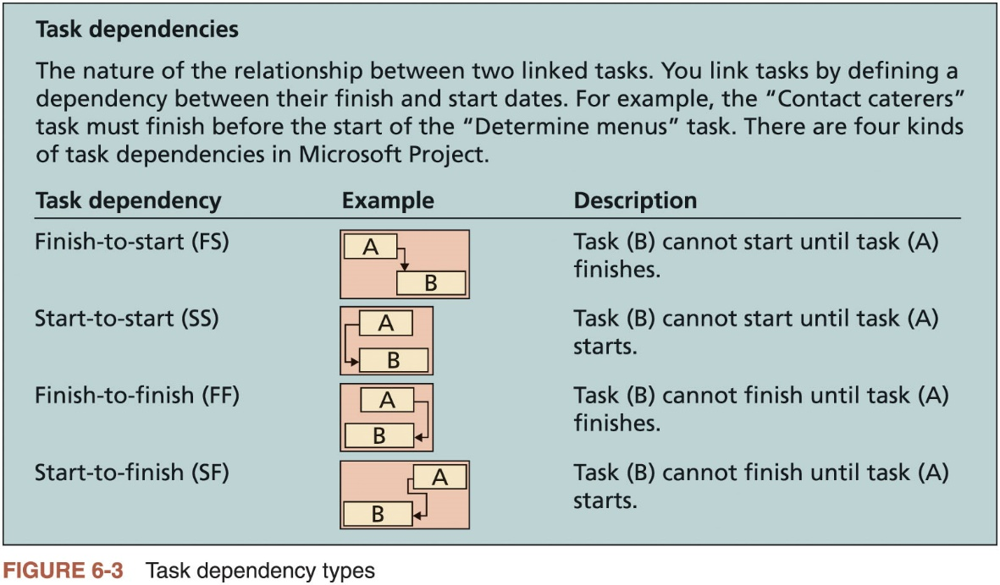 Task dependencies
The nature of the relationship between two linked tasks. You link tasks by defining a
dependency between their finish and start dates. For example, the “Contact caterers”
task must finish before the start of the “Determine menus” task. There are four kinds
of task dependencies in Microsoft Project.
Task dependency Example Description
Finish-to-start (FS) A B Task (B) cannot start until task (A)
finishes.
Start-to-start (SS) A B Task (B) cannot start until task (A)
starts.
Finish-to-finish (FF) A B Task (B) cannot finish until task (A)
finishes.
Start-to-finish (SF) A B Task (B) cannot finish until task (A)
starts.
FIGURE 6-3 Task dependency types